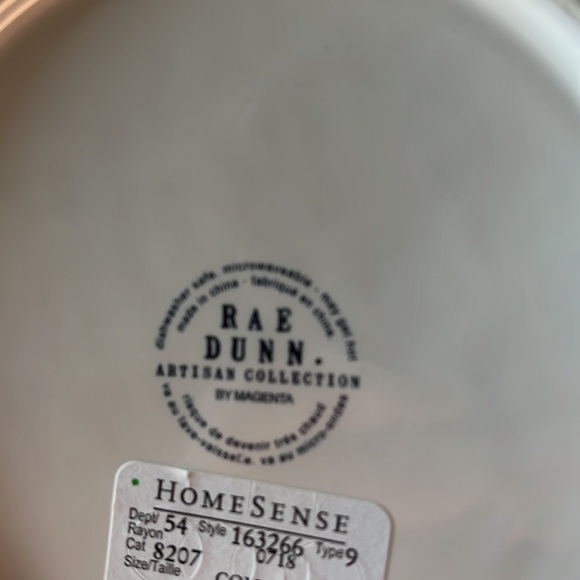 dishwasher safe. microwaveable - may get hot
made in china - fabriqué en chine.
RAE
DUNN.
ARTISAN COLLECTION
BY MAGENTA
risque de devenir très chaud
va au lave-vaisselle. va au micro-ondes
HOMESENSE
Dept/ 54 Style 163266 Type 9
Rayon 0718
Cat 8207
Size/Taille